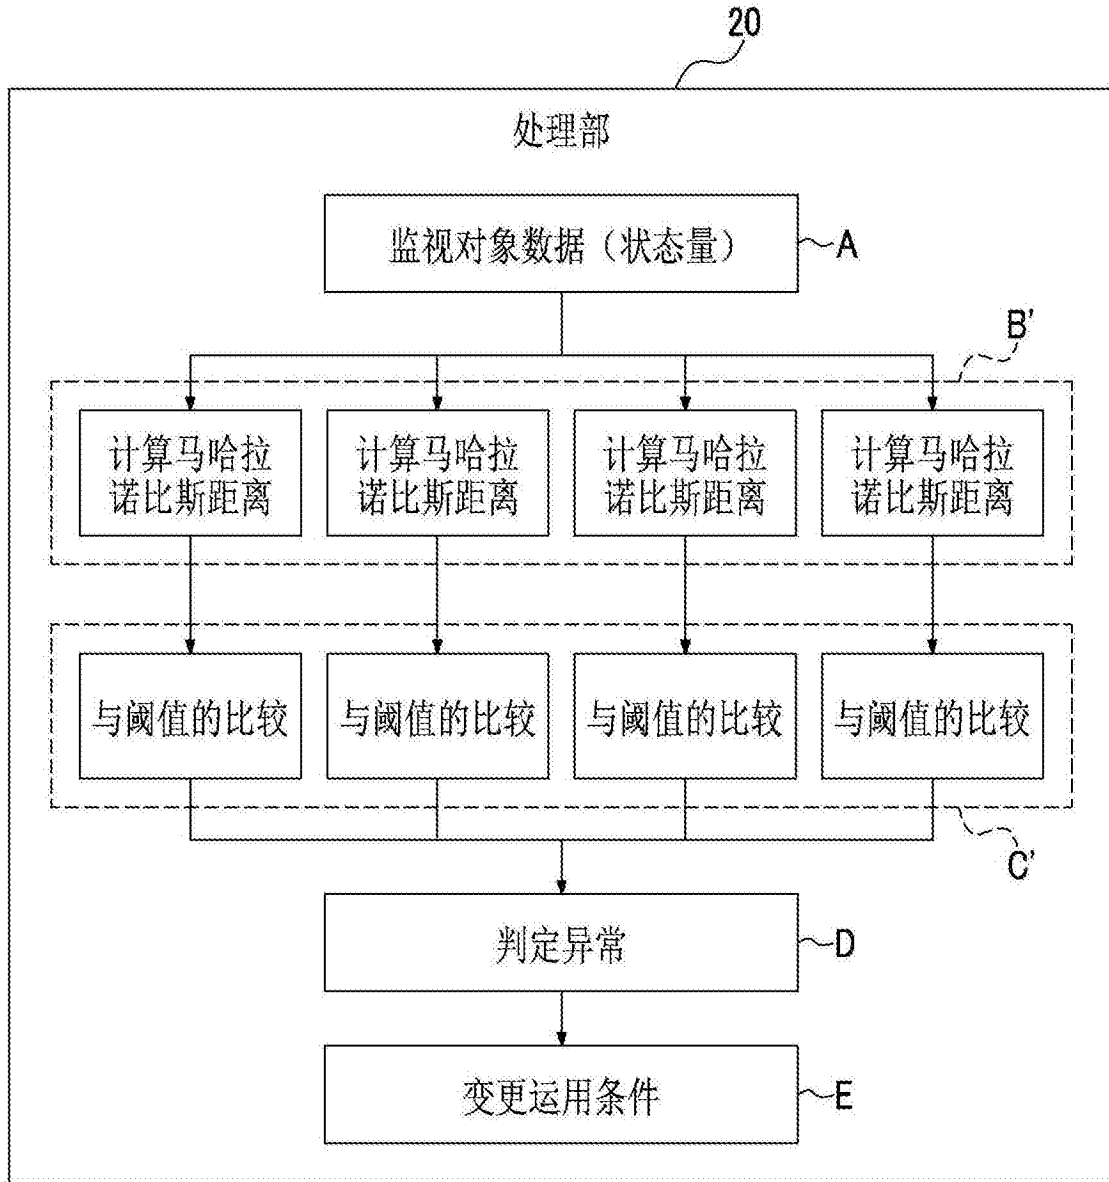 20
处理部
监视对象数据（状态量）
A
B'
计算马哈拉
诺比斯距离
计算马哈拉
诺比斯距离
计算马哈拉
诺比斯距离
计算马哈拉
诺比斯距离
与阈值的比较
与阈值的比较
与阈值的比较
与阈值的比较
C'
判定异常
D
变更运用条件
E